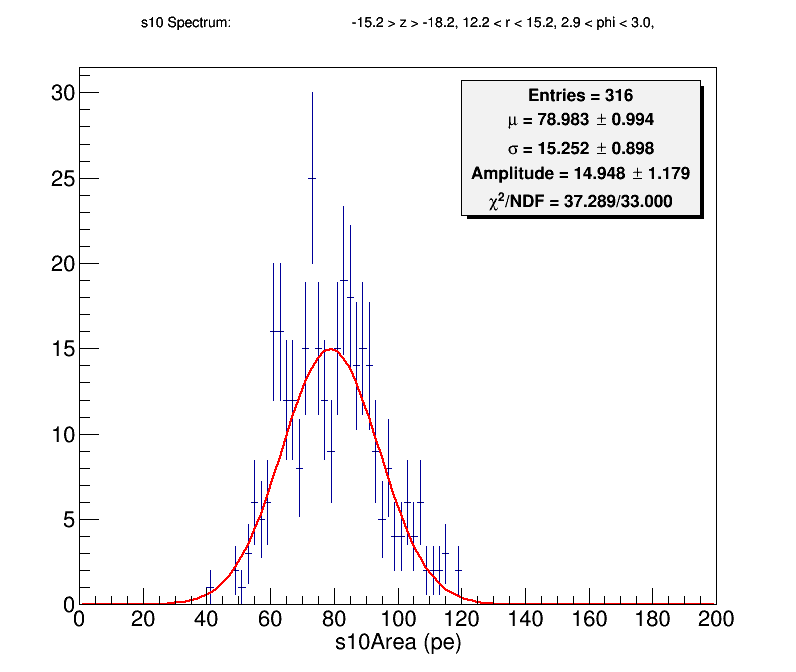 s10 Spectrum: -15.2 > z > -18.2, 12.2 < r < 15.2, 2.9 < phi < 3.0,
Entries = 316
μ = 78.983 ± 0.994
σ = 15.252 ± 0.898
Amplitude = 14.948 ± 1.179
χ²/NDF = 37.289/33.000
30
25
20
15
10
5
0
0 20 40 60 80 100 120 140 160 180 200
s10Area (pe)